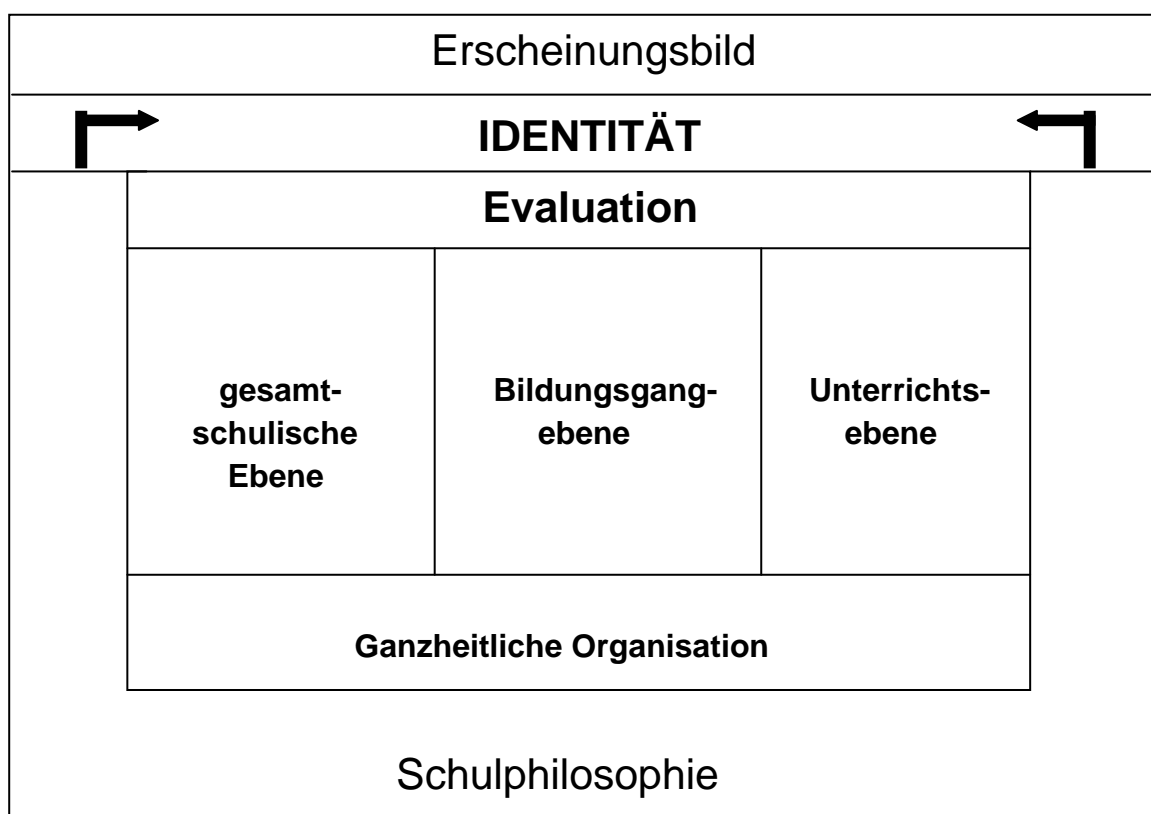 Erscheinungsbild
IDENTITÄT
Evaluation
gesamt-
schulische
Ebene
Bildungsgang-
ebene
Unterrichts-
ebene
Ganzheitliche Organisation
Schulphilosophie